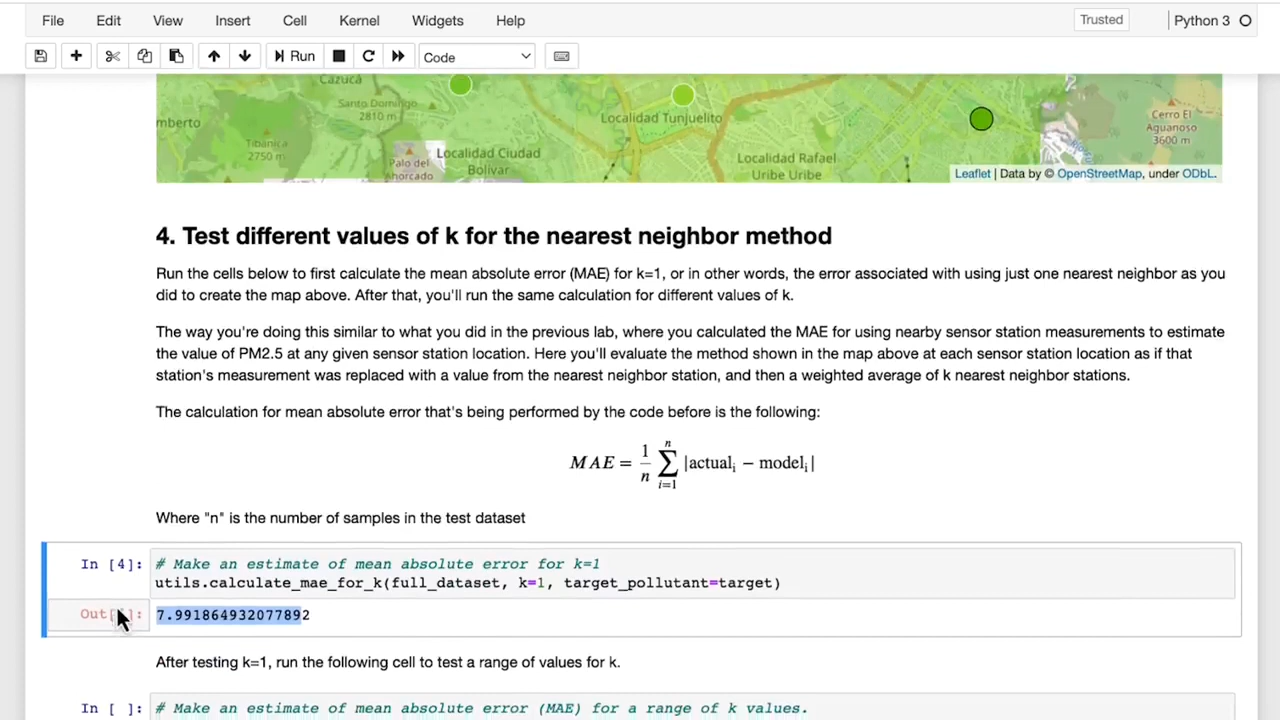 File Edit View Insert Cell Kernel Widgets Help Trusted Python 3
Run Code
Cazucá
Santo Domingo
2810 m
mberto
Tibanica
2750 m
Palo del
Ahorcado
Localidad Ciudad
Bolívar
Localidad Tunjuelito
Localidad Rafael
Uribe Uribe
Cerro El
Aguanoso
3600 m
Leaflet | Data by © OpenStreetMap, under ODbL.
4. Test different values of k for the nearest neighbor method
Run the cells below to first calculate the mean absolute error (MAE) for k=1, or in other words, the error associated with using just one nearest neighbor as you
did to create the map above. After that, you'll run the same calculation for different values of k.
The way you're doing this similar to what you did in the previous lab, where you calculated the MAE for using nearby sensor station measurements to estimate
the value of PM2.5 at any given sensor station location. Here you'll evaluate the method shown in the map above at each sensor station location as if that
station's measurement was replaced with a value from the nearest neighbor station, and then a weighted average of k nearest neighbor stations.
The calculation for mean absolute error that's being performed by the code before is the following:
MAE = 1/n ∑_{i=1}^{n} |actual_i − model_i|
Where "n" is the number of samples in the test dataset
In [4]: # Make an estimate of mean absolute error for k=1
utils.calculate_mae_for_k(full_dataset, k=1, target_pollutant=target)
Out[4]: 7.991864932077892
After testing k=1, run the following cell to test a range of values for k.
In [ ]: # Make an estimate of mean absolute error (MAE) for a range of k values.